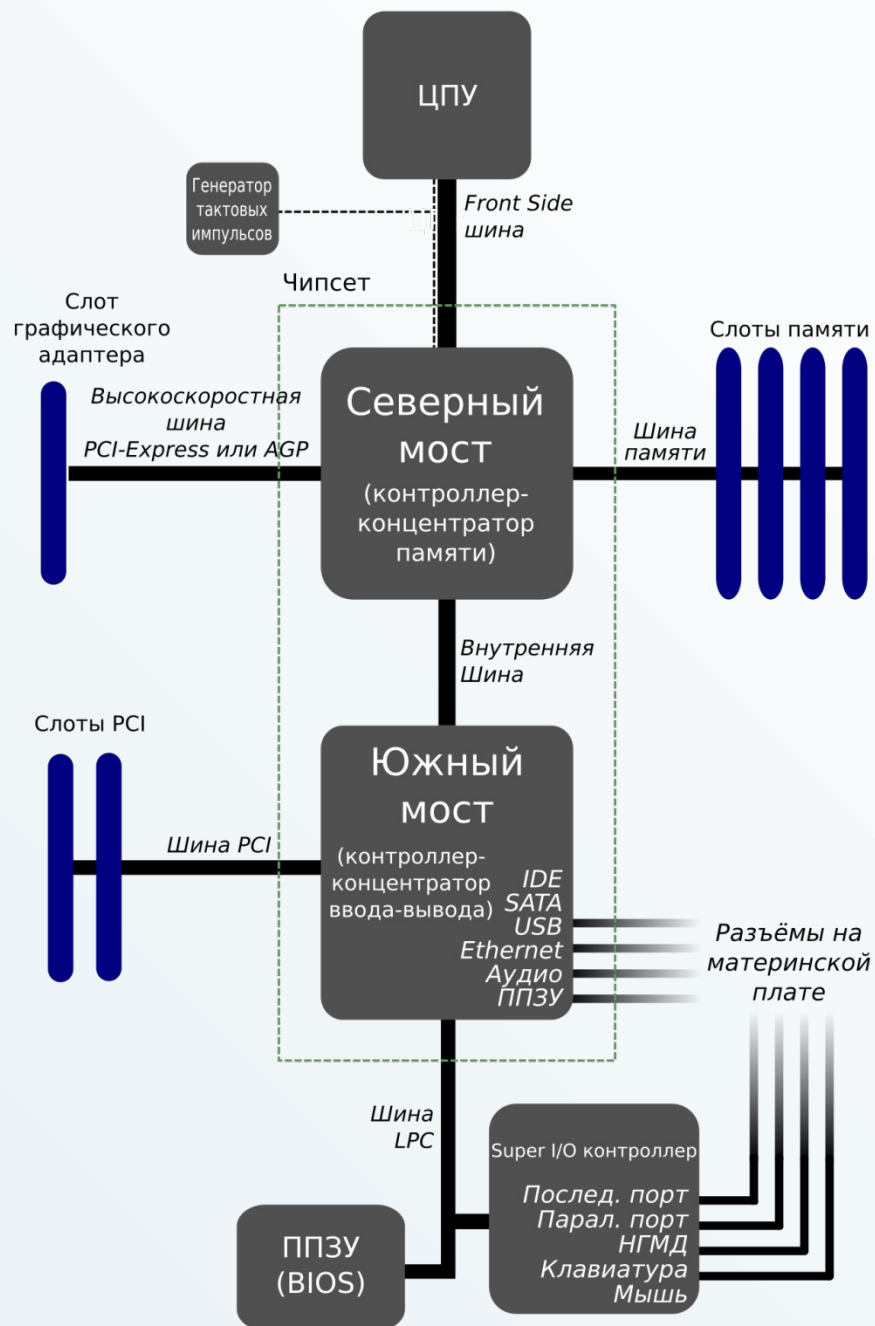 ЦПУ
Генератор
тактовых
импульсов
Front Side
шина
Чипсет
Слот
графического
адаптера
Слоты памяти
Высокоскоростная
шина
PCI-Express или AGP
Северный
мост
(контроллер-
концентратор
памяти)
Шина
памяти
Внутренняя
Шина
Слоты PCI
Южный
мост
(контроллер-
концентратор
ввода-вывода)
Шина PCI
IDE
SATA
USB
Ethernet
Аудио
ППЗУ
Разъёмы на
материнской
плате
Шина
LPC
Super I/O контроллер
Послед. порт
Парал. порт
НГМД
Клавиатура
Мышь
ППЗУ
(BIOS)